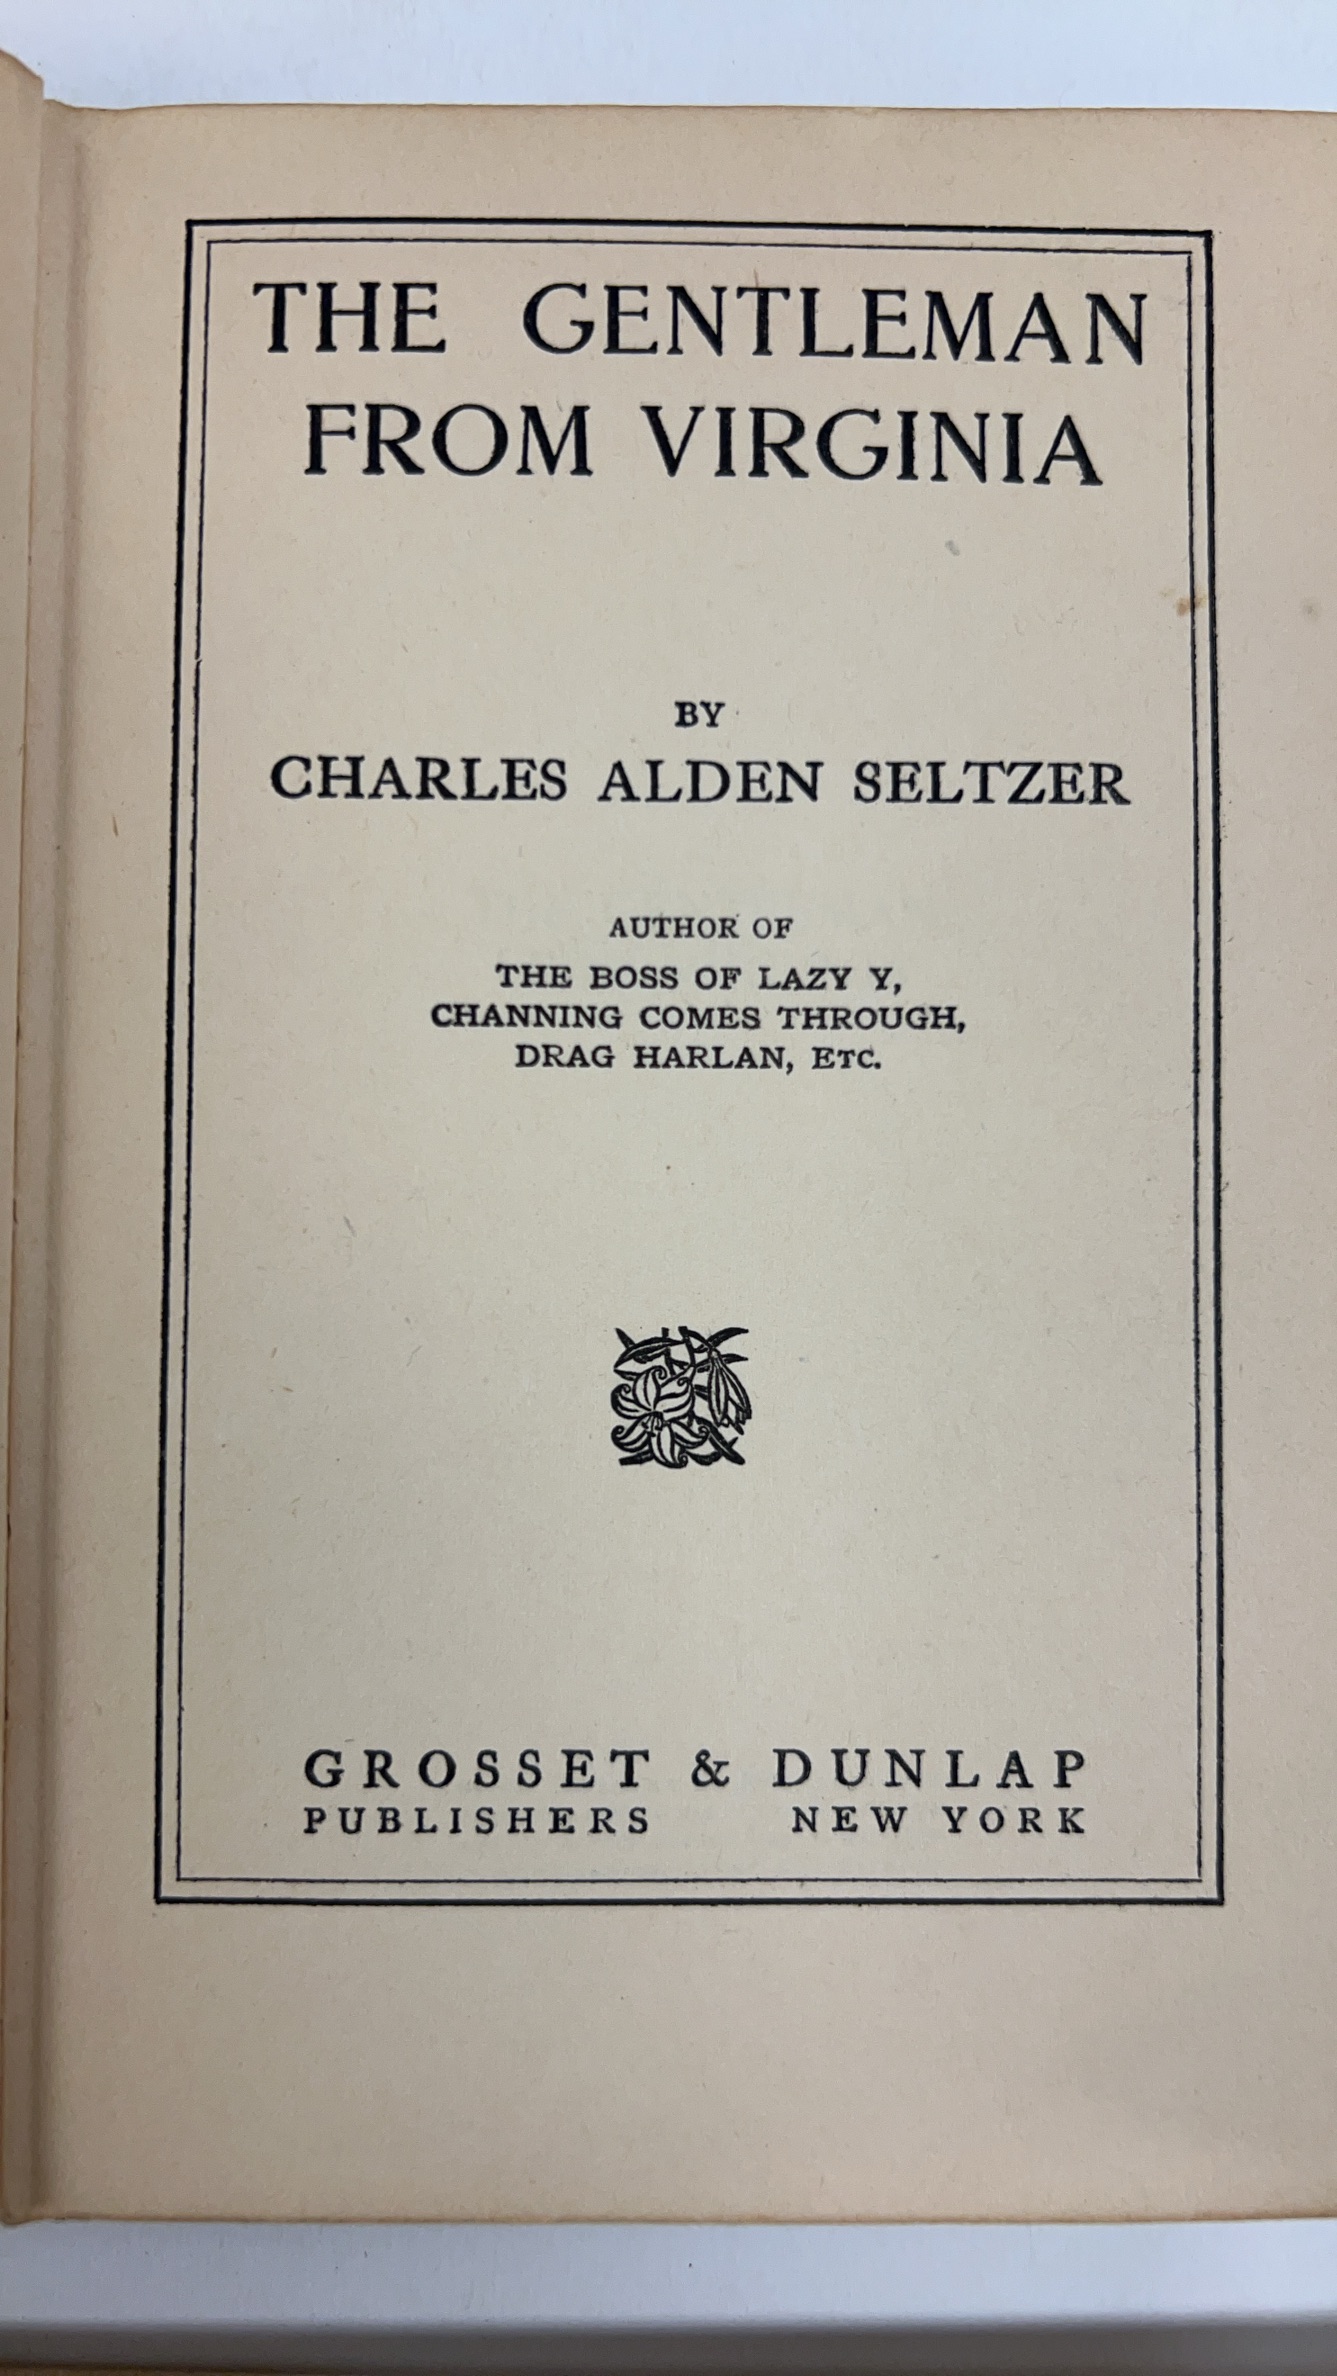 THE GENTLEMAN
FROM VIRGINIA
BY
CHARLES ALDEN SELTZER
AUTHOR OF
THE BOSS OF LAZY Y,
CHANNING COMES THROUGH,
DRAG HARLAN, ETC.
GROSSET & DUNLAP
PUBLISHERS NEW YORK